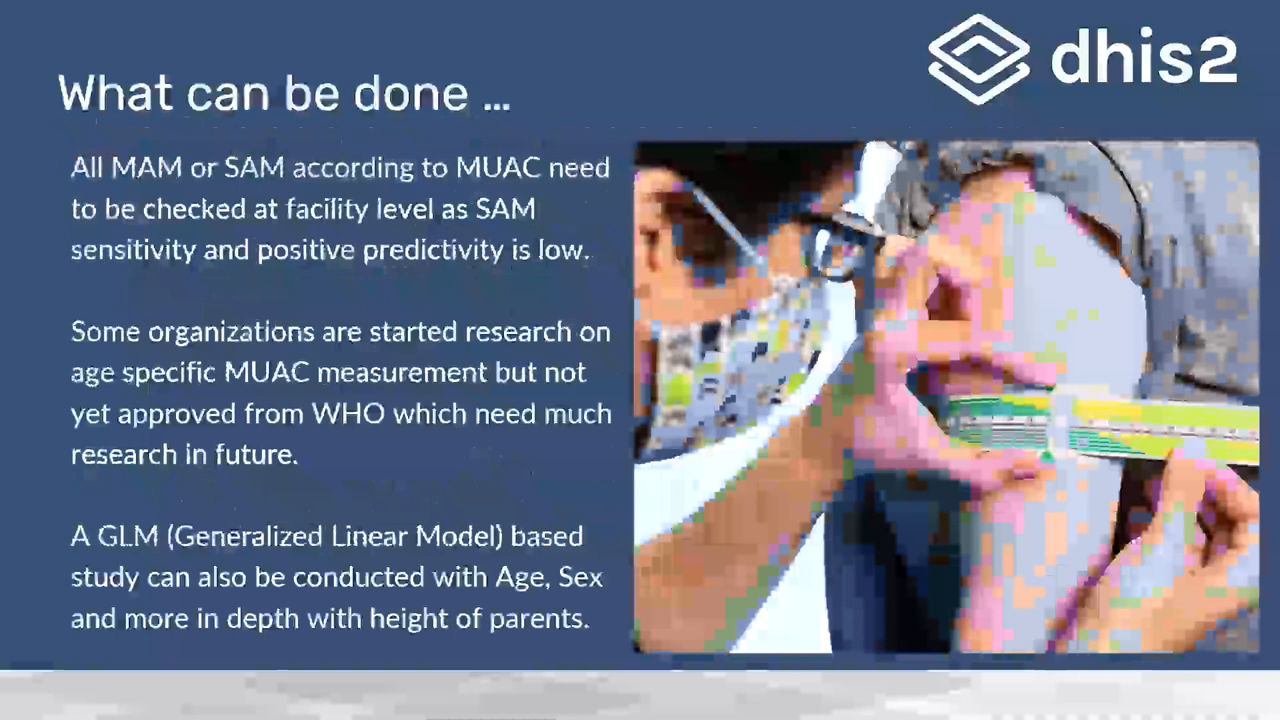 dhis2
What can be done ...
All MAM or SAM according to MUAC need
to be checked at facility level as SAM
sensitivity and positive predictivity is low.
Some organizations are started research on
age specific MUAC measurement but not
yet approved from WHO which need much
research in future.
A GLM (Generalized Linear Model) based
study can also be conducted with Age, Sex
and more in depth with height of parents.